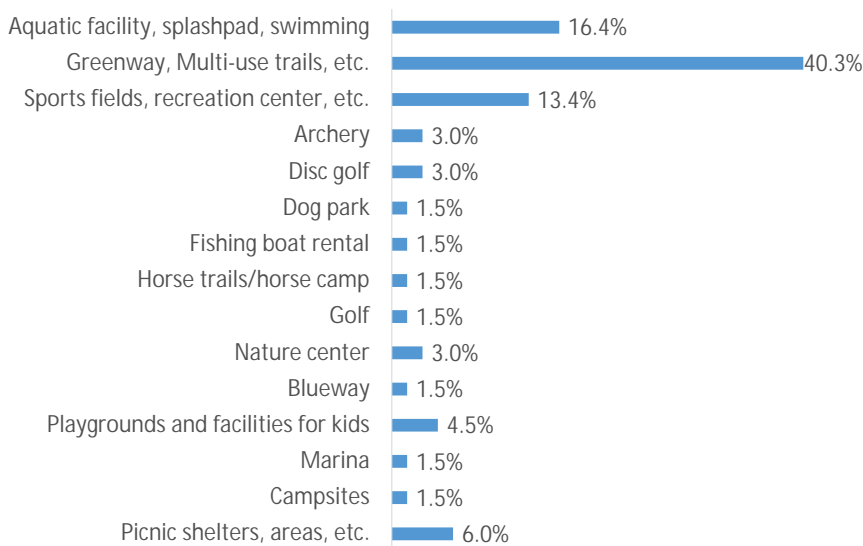 Aquatic facility, splashpad, swimming 16.4%
Greenway, Multi-use trails, etc. 40.3%
Sports fields, recreation center, etc. 13.4%
Archery 3.0%
Disc golf 3.0%
Dog park 1.5%
Fishing boat rental 1.5%
Horse trails/horse camp 1.5%
Golf 1.5%
Nature center 3.0%
Blueway 1.5%
Playgrounds and facilities for kids 4.5%
Marina 1.5%
Campsites 1.5%
Picnic shelters, areas, etc. 6.0%